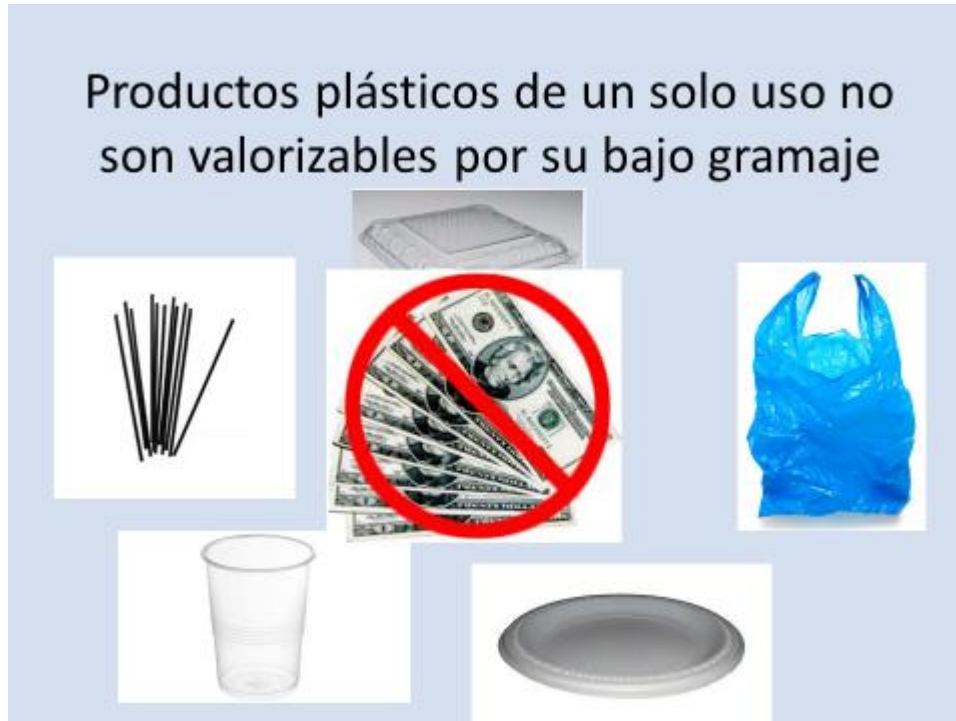 Productos plásticos de un solo uso no
son valorizables por su bajo gramaje